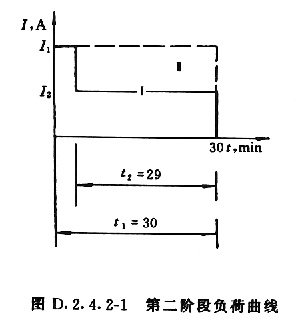 I,A
I₁
Ⅱ
I₂
Ⅰ
30 t,min
t₂=29
t₁=30
图 D.2.4.2-1 第二阶段负荷曲线